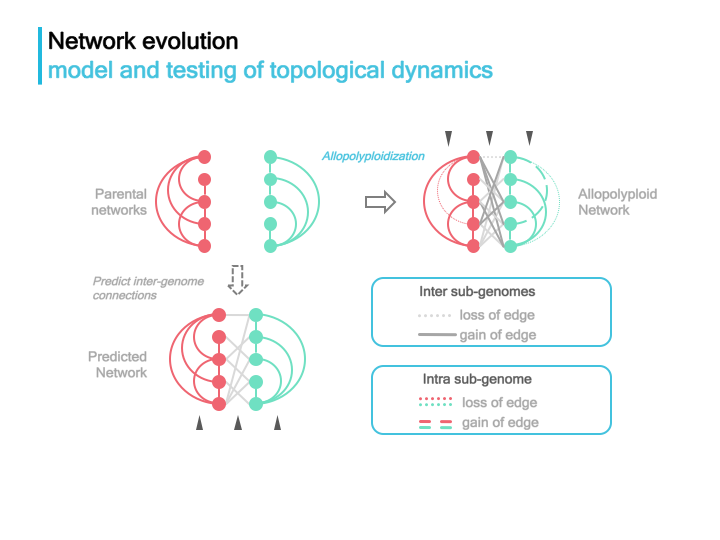 Network evolution
model and testing of topological dynamics
Allopolyploidization
Parental
networks
Allopolyploid
Network
Predict inter-genome
connections
Predicted
Network
Inter sub-genomes
loss of edge
gain of edge
Intra sub-genome
loss of edge
gain of edge